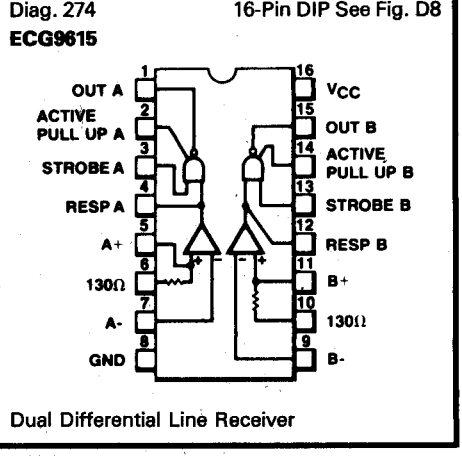 Diag. 274
16-Pin DIP See Fig. D8
ECG9615
1
OUT A
2
ACTIVE
PULL UP A
3
STROBE A
4
RESP A
5
A+
6
130Ω
7
A-
8
GND
16
VCC
15
OUT B
14
ACTIVE
PULL UP B
13
STROBE B
12
RESP B
11
B+
10
130Ω
9
B-
+
-
-
+
Dual Differential Line Receiver